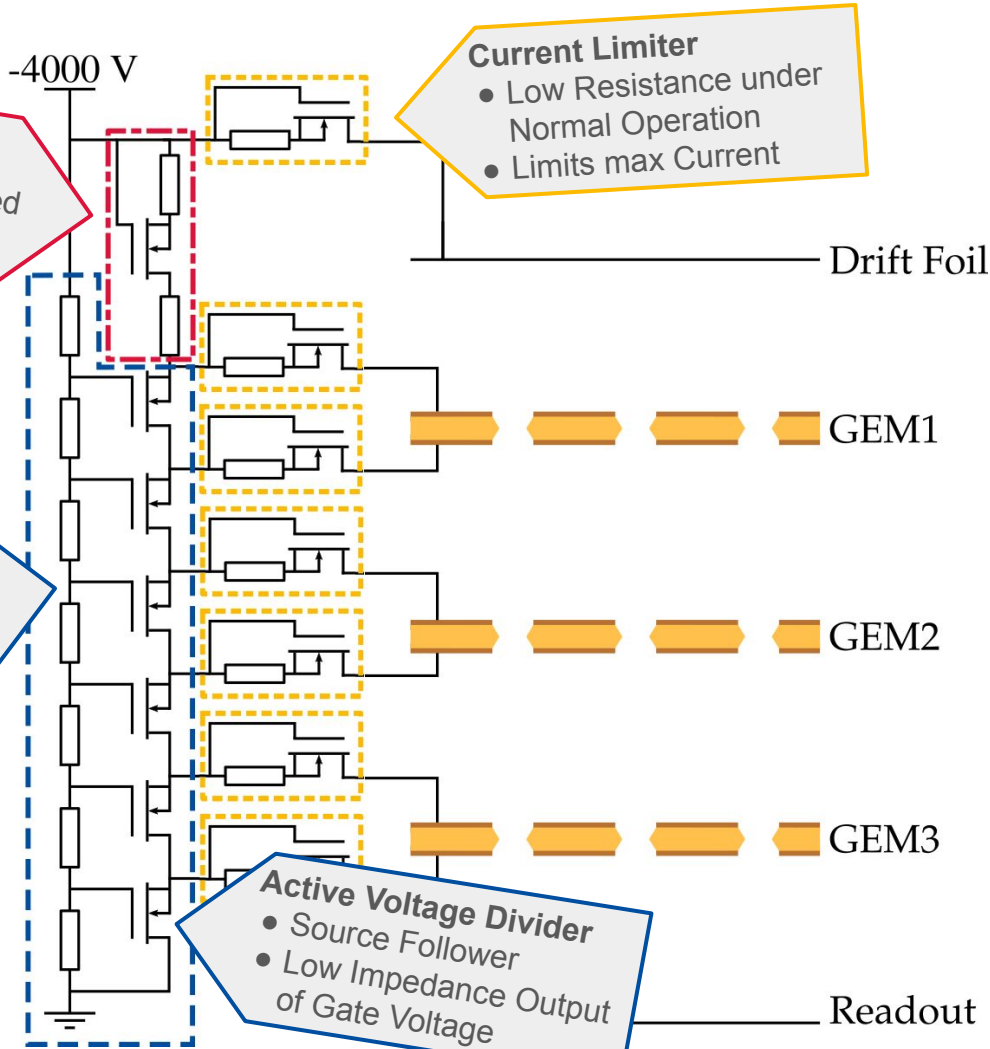 -4000 V
Current Limiter
● Low Resistance under
Normal Operation
● Limits max Current
Drift Foil
GEM1
GEM2
GEM3
Active Voltage Divider
● Source Follower
● Low Impedance Output
of Gate Voltage
Readout